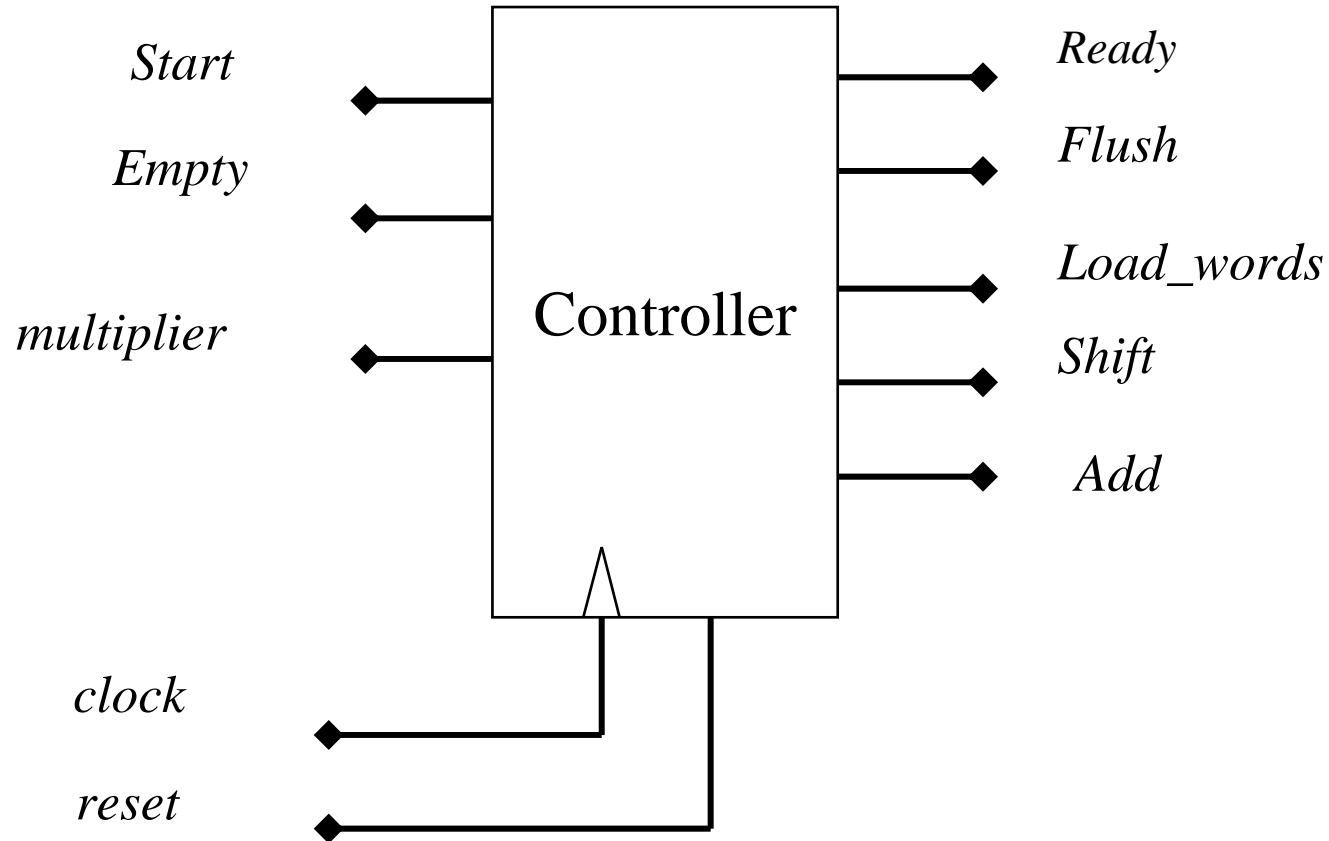 Start
Empty
multiplier
Controller
Ready
Flush
Load_words
Shift
Add
clock
reset